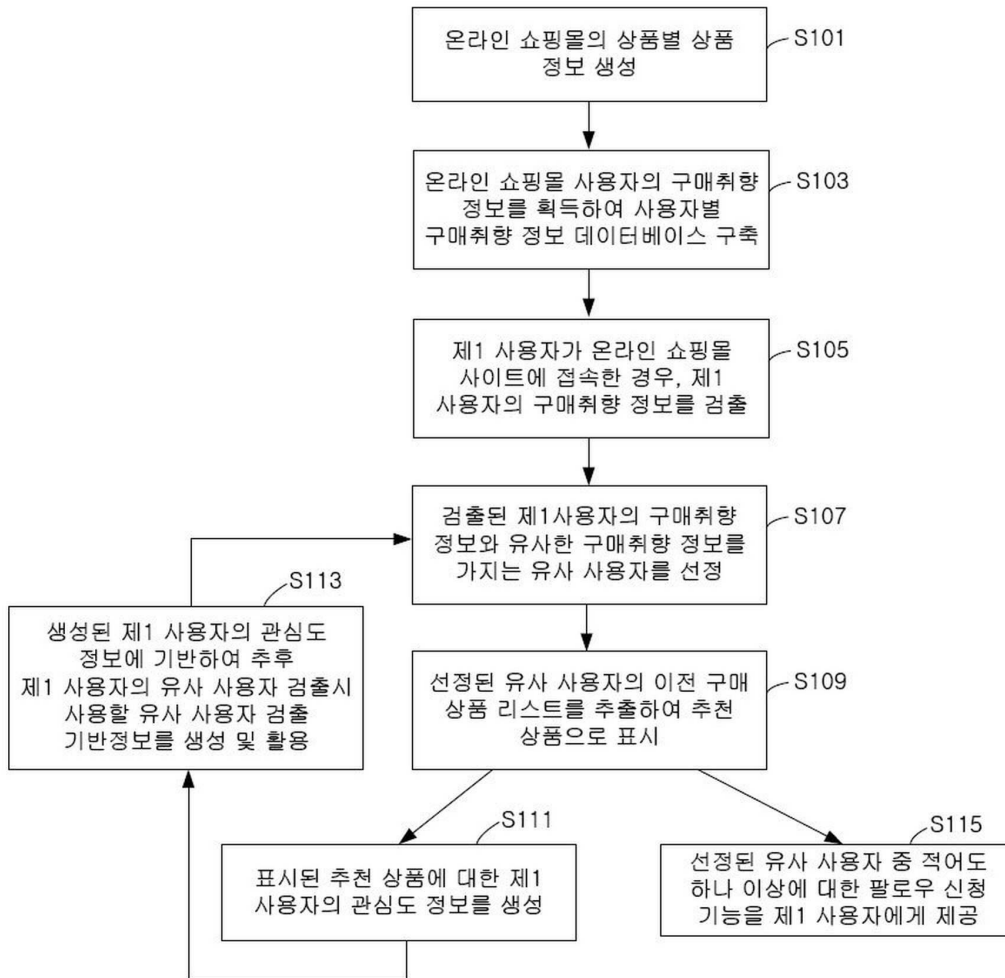 온라인 쇼핑몰의 상품별 상품
정보 생성
S101
온라인 쇼핑몰 사용자의 구매취향
정보를 획득하여 사용자별
구매취향 정보 데이터베이스 구축
S103
제1 사용자가 온라인 쇼핑몰
사이트에 접속한 경우, 제1
사용자의 구매취향 정보를 검출
S105
검출된 제1사용자의 구매취향
정보와 유사한 구매취향 정보를
가지는 유사 사용자를 선정
S107
S113
생성된 제1 사용자의 관심도
정보에 기반하여 추후
제1 사용자의 유사 사용자 검출시
사용할 유사 사용자 검출
기반정보를 생성 및 활용
선정된 유사 사용자의 이전 구매
상품 리스트를 추출하여 추천
상품으로 표시
S109
S111
표시된 추천 상품에 대한 제1
사용자의 관심도 정보를 생성
S115
선정된 유사 사용자 중 적어도
하나 이상에 대한 팔로우 신청
기능을 제1 사용자에게 제공